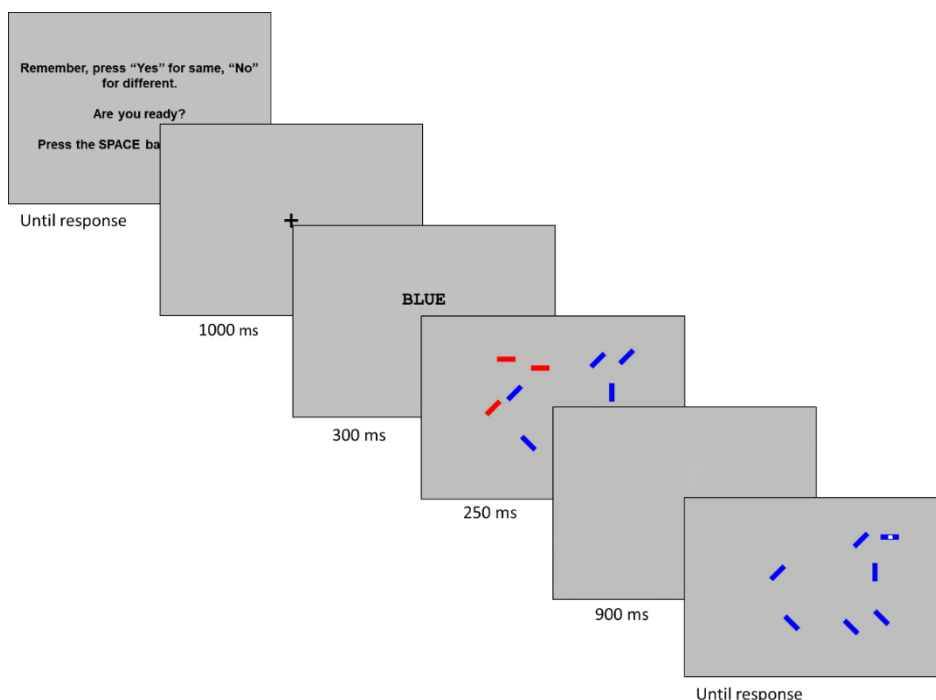 Remember, press “Yes” for same, “No”
for different.
Are you ready?
Press the SPACE
Until response
1000 ms
BLUE
300 ms
250 ms
900 ms
Until response